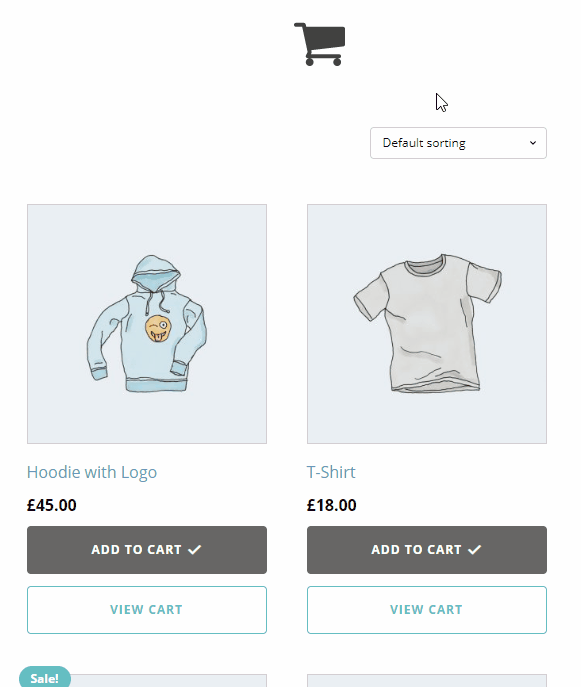 Default sorting
Hoodie with Logo
£45.00
ADD TO CART
VIEW CART
T-Shirt
£18.00
ADD TO CART
VIEW CART
Sale!